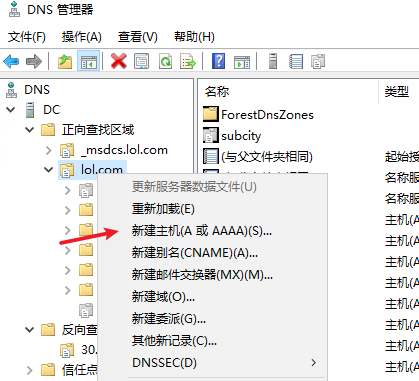 DNS 管理器
文件(F) 操作(A) 查看(V) 帮助(H)
DNS
DC
正向查找区域
_msdcs.lol.com
lol.com
反向查
30.
信任点
更新服务器数据文件(U)
重新加载(E)
新建主机(A 或 AAAA)(S)...
新建别名(CNAME)(A)...
新建邮件交换器(MX)(M)...
新建域(O)...
新建委派(G)...
其他新记录(C)...
DNSSEC(D)
名称 类型
ForestDnsZones
subcity
(与父文件夹相同) 起始授
名称服
名称服
主机(A
主机(A
主机(A
主机(A
主机(A
主机(A
主机(A
主机(A